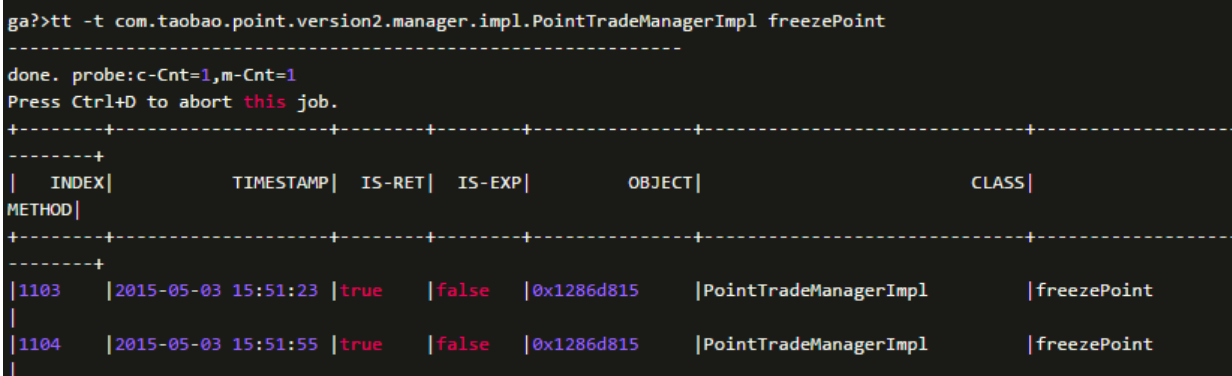 ga?>tt -t com.taobao.point.version2.manager.impl.PointTradeManagerImpl freezePoint
---------------------------------------------------------------
done. probe:c-Cnt=1,m-Cnt=1
Press Ctrl+D to abort this job.
+--------+--------------------+--------+--------+---------------+------------------------------+-------------------
--------+
|   INDEX|           TIMESTAMP|  IS-RET|  IS-EXP|         OBJECT|                         CLASS|
METHOD|
+--------+--------------------+--------+--------+---------------+------------------------------+-------------------
--------+
|1103    |2015-05-03 15:51:23 |true    |false   |0x1286d815     |PointTradeManagerImpl         |freezePoint
|
|1104    |2015-05-03 15:51:55 |true    |false   |0x1286d815     |PointTradeManagerImpl         |freezePoint
|